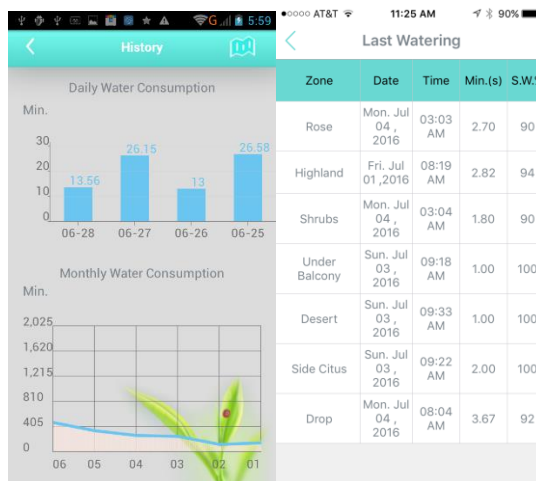 5:59
History
Daily Water Consumption
Min.
30
20
10
0
13.56
26.15
13
26.58
06-28 06-27 06-26 06-25
Monthly Water Consumption
Min.
2,025
1,620
1,215
810
405
0
06 05 04 03 02 01
AT&T 11:25 AM 90%
Last Watering
Zone Date Time Min.(s) S.W.%
Rose Mon. Jul 04 , 2016 03:03 AM 2.70 90
Highland Fri. Jul 01 ,2016 08:19 AM 2.82 94
Shrubs Mon. Jul 04 , 2016 03:04 AM 1.80 90
Under Balcony Sun. Jul 03 , 2016 09:18 AM 1.00 100
Desert Sun. Jul 03 , 2016 09:33 AM 1.00 100
Side Citus Sun. Jul 03 , 2016 09:22 AM 2.00 100
Drop Mon. Jul 04 , 2016 08:04 AM 3.67 92